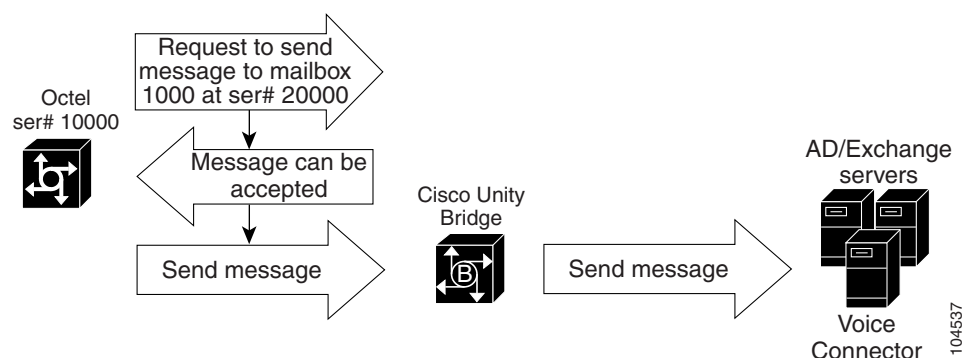 Request to send
message to mailbox
1000 at ser# 20000
Octel
ser# 10000
Message can be
accepted
Send message
Cisco Unity
Bridge
B
Send message
AD/Exchange
servers
Voice
Connector
104537